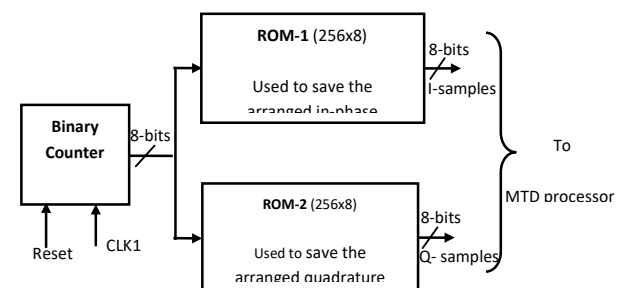 ROM-1 (256x8)
Used to save the
arranged in-phase
8-bits
I-samples
Binary
Counter
8-bits
Reset
CLK1
ROM-2 (256x8)
Used to save the
arranged quadrature
8-bits
Q- samples
To
MTD processor